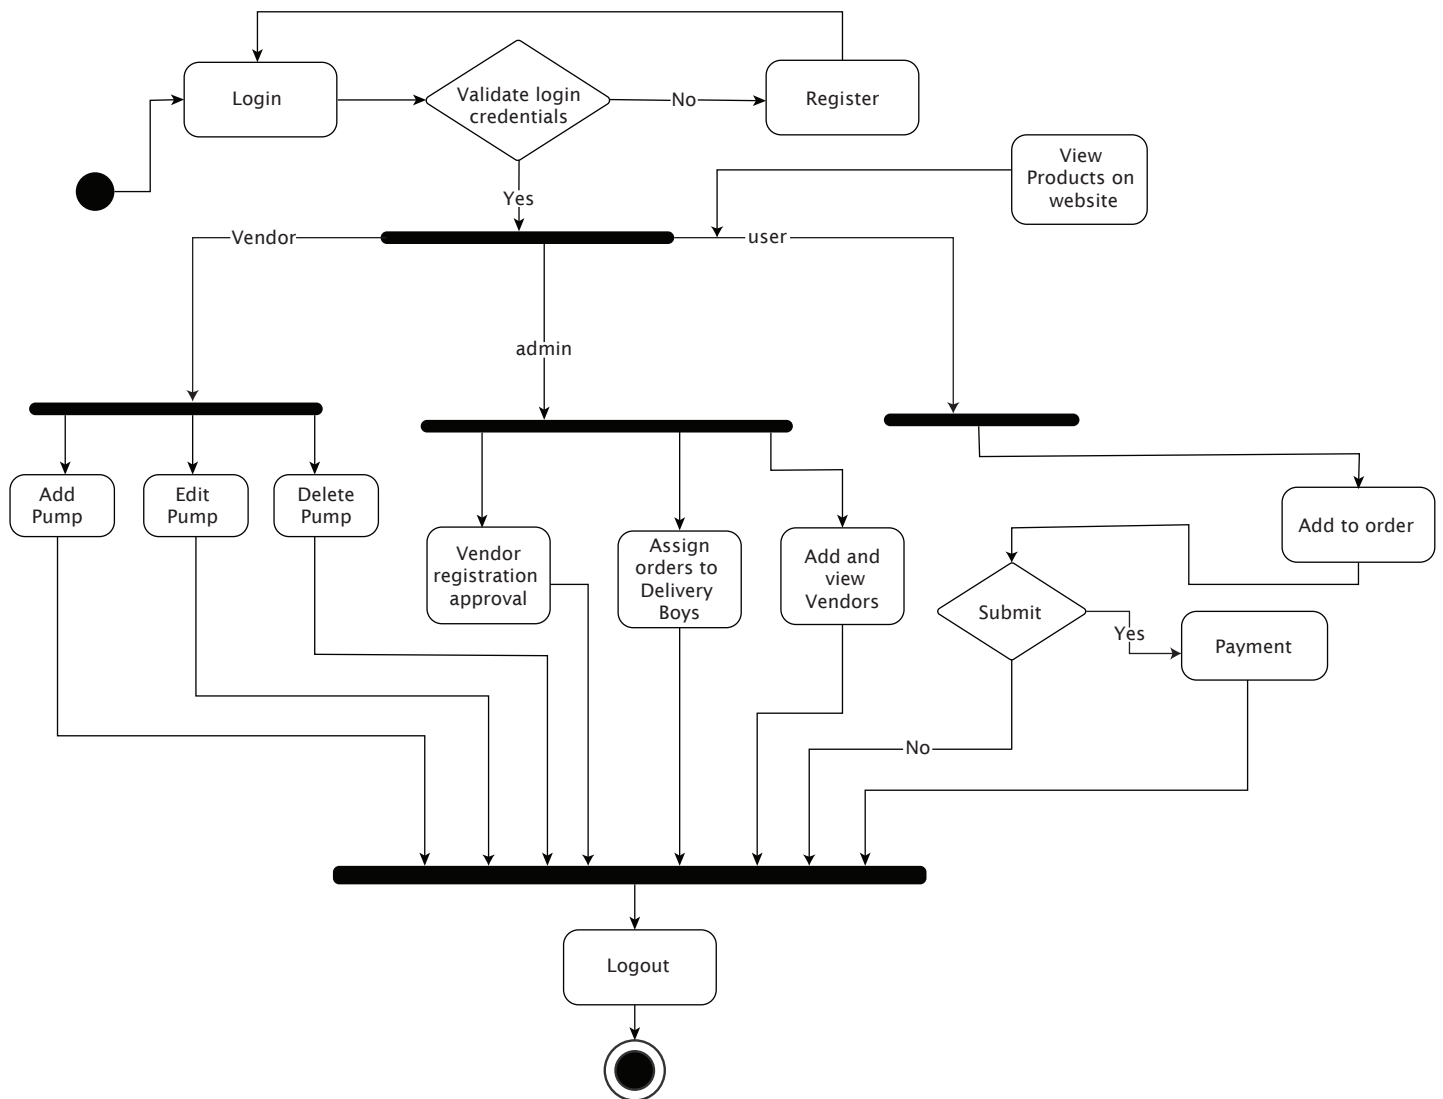 Login
Validate login
credentials
No
Register
View
Products on
website
Yes
Vendor
user
admin
Add
Pump
Edit
Pump
Delete
Pump
Vendor
registration
approval
Assign
orders to
Delivery
Boys
Add and
view
Vendors
Add to order
Submit
Yes
Payment
No
Logout